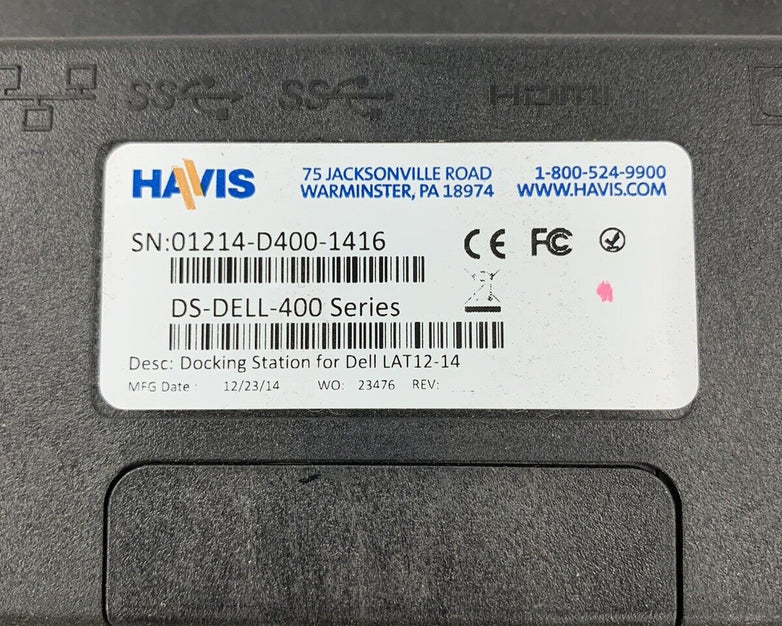 SS SS HDMI
HAVIS
75 JACKSONVILLE ROAD
WARMINSTER, PA 18974
1-800-524-9900
WWW.HAVIS.COM
SN:01214-D400-1416
CE FC
DS-DELL-400 Series
Desc: Docking Station for Dell LAT12-14
MFG Date : 12/23/14 WO: 23476 REV: